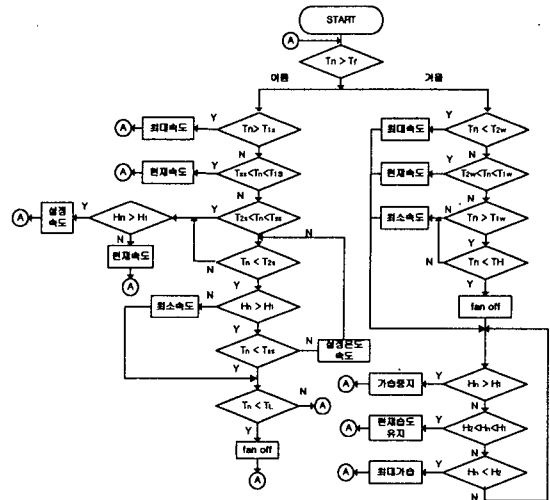 START
A
Tn > Tr
여름
겨울
A
최대속도
Y
Tn > T1s
N
A
현재속도
Y
Tss<Tn<T1s
N
A
설정
속도
Y
Hn > H1
N
현재속도
A
Y
T2s<Tn<Tss
N
N
Tn < T2s
Y
최소속도
N
Hn > H1
Y
Tn < Tss
N
설정온도
속도
Y
Tn < TL
N
A
Y
fan off
A
최대속도
Y
Tn < T2w
N
현재속도
Y
T2w<Tn<T1w
N
최소속도
Y
Tn > T1w
N
N
Tn < TH
Y
fan off
A
가습중지
Y
Hn > H1
N
A
현재습도
유지
Y
H2<Hn<H1
N
A
최대가습
Y
Hn < H2
N